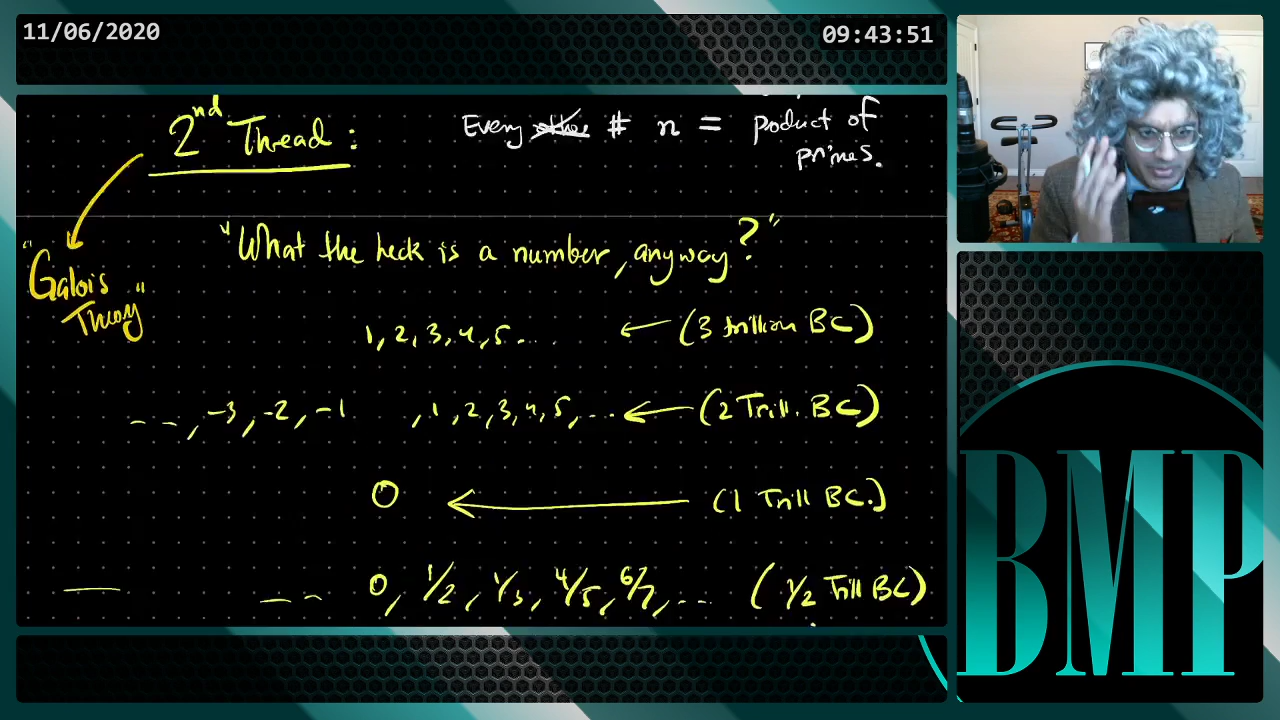 11/06/2020
09:43:51
2nd Thread:
Every other # n = product of
primes.
"What the heck is a number, anyway?"
"Galois
Theory"
1, 2, 3, 4, 5...
← (3 trillion BC)
--, -3, -2, -1 , 1, 2, 3, 4, 5, ... ← (2 Trill. BC)
0 ← (1 Trill BC.)
— -- 0, 1/2, 1/3, 4/5, 6/7, ... (1/2 Trill BC)
BMP